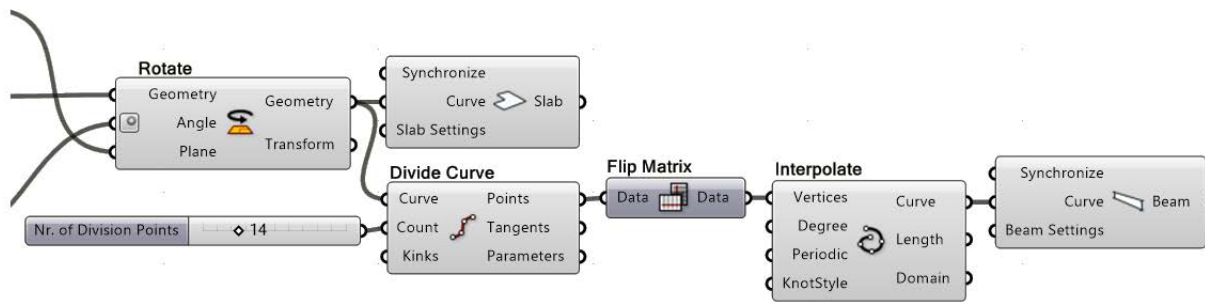 Rotate
Geometry Geometry
Angle
Plane Transform
Synchronize
Curve Slab
Slab Settings
Divide Curve
Curve Points
Count Tangents
Kinks Parameters
Nr. of Division Points 14
Flip Matrix
Data Data
Interpolate
Vertices Curve
Degree
Periodic Length
KnotStyle Domain
Synchronize
Curve Beam
Beam Settings